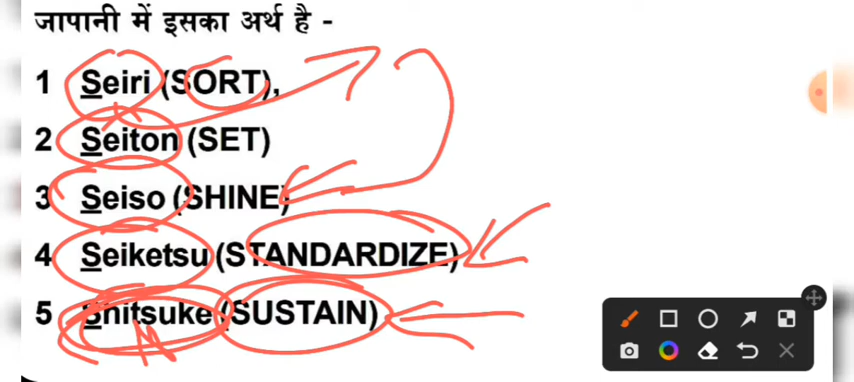 जापानी में इसका अर्थ है -
1 Seiri (SORT),
2 Seiton (SET)
3 Seiso (SHINE)
4 Seiketsu (STANDARDIZE)
5 Shitsuke (SUSTAIN)